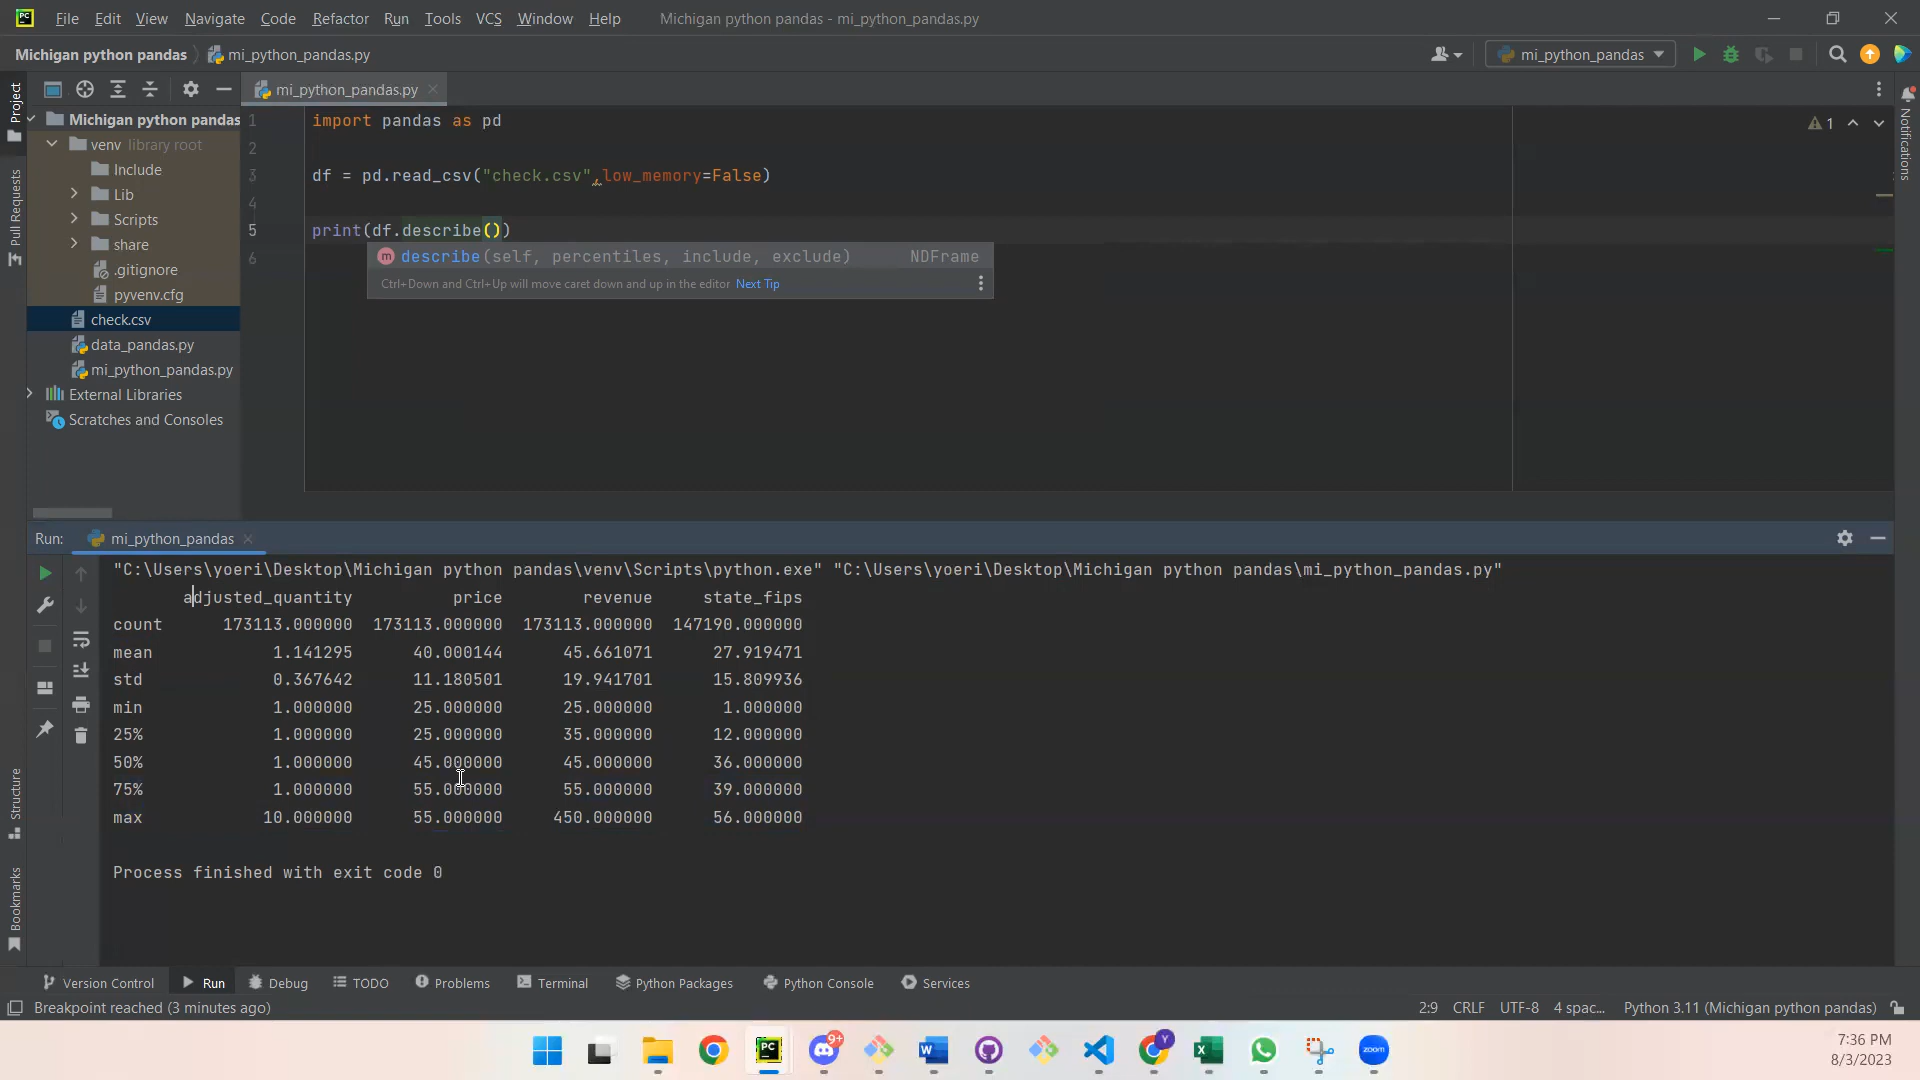 PC File Edit View Navigate Code Refactor Run Tools VCS Window Help Michigan python pandas - mi_python_pandas.py
Michigan python pandas mi_python_pandas.py mi_python_pandas
Project
mi_python_pandas.py
Michigan python pandas
venv library root
Include
Lib
Scripts
share
.gitignore
pyvenv.cfg
check.csv
data_pandas.py
mi_python_pandas.py
External Libraries
Scratches and Consoles
Pull Requests
1 import pandas as pd
2
3 df = pd.read_csv("check.csv",low_memory=False)
4
5 print(df.describe())
6
describe(self, percentiles, include, exclude) NDFrame
Ctrl+Down and Ctrl+Up will move caret down and up in the editor Next Tip
1
Notifications
Run: mi_python_pandas
"C:\Users\yoeri\Desktop\Michigan python pandas\venv\Scripts\python.exe" "C:\Users\yoeri\Desktop\Michigan python pandas\mi_python_pandas.py"
adjusted_quantity price revenue state_fips
count 173113.000000 173113.000000 173113.000000 147190.000000
mean 1.141295 40.000144 45.661071 27.919471
std 0.367642 11.180501 19.941701 15.809936
min 1.000000 25.000000 25.000000 1.000000
25% 1.000000 25.000000 35.000000 12.000000
50% 1.000000 45.000000 45.000000 36.000000
75% 1.000000 55.000000 55.000000 39.000000
max 10.000000 55.000000 450.000000 56.000000
Process finished with exit code 0
Structure
Bookmarks
Version Control Run Debug TODO Problems Terminal Python Packages Python Console Services
Breakpoint reached (3 minutes ago) 2:9 CRLF UTF-8 4 spac... Python 3.11 (Michigan python pandas)
PC 9+ W Y zoom
7:36 PM
8/3/2023